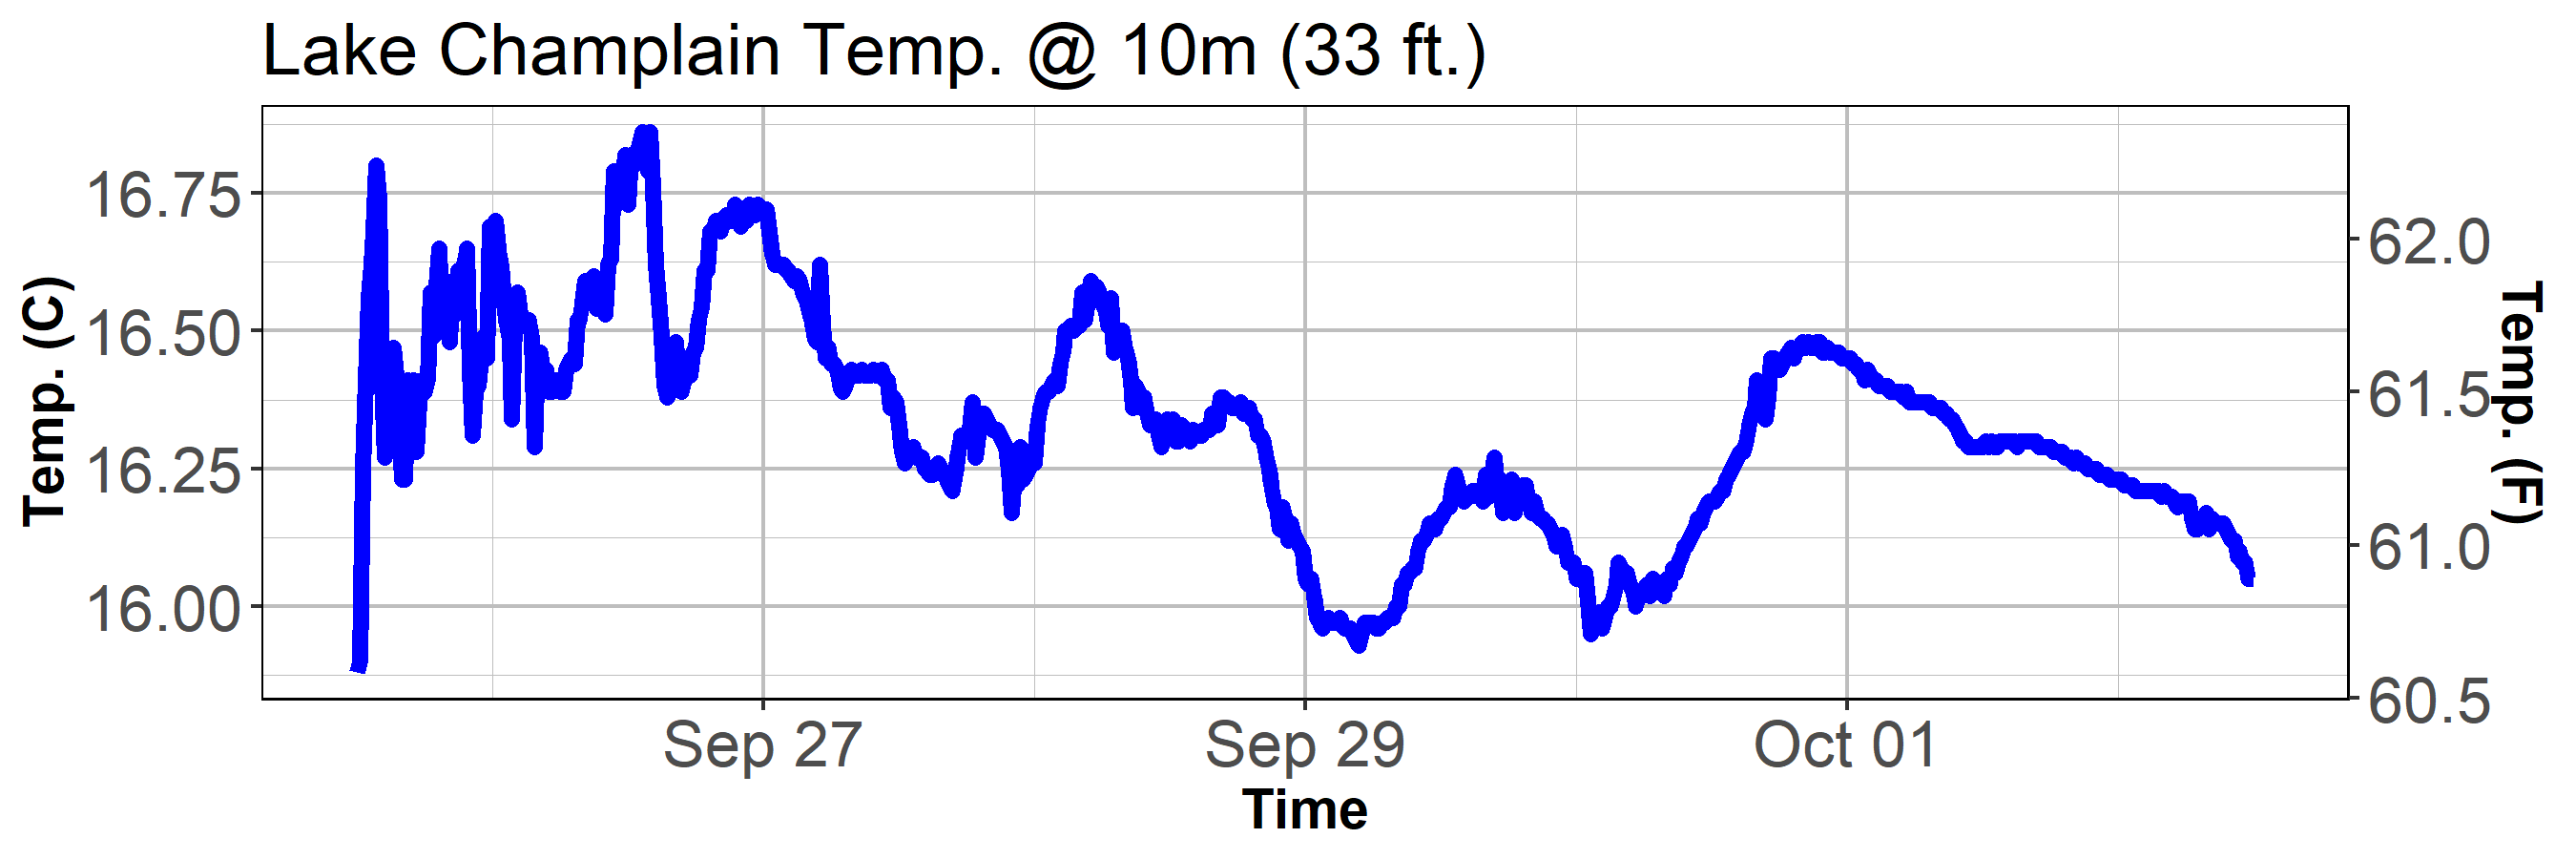 Lake Champlain Temp. @ 10m (33 ft.)
Temp. (C)
16.75
16.50
16.25
16.00
62.0
61.5
61.0
60.5
Temp. (F)
Sep 27
Sep 29
Oct 01
Time